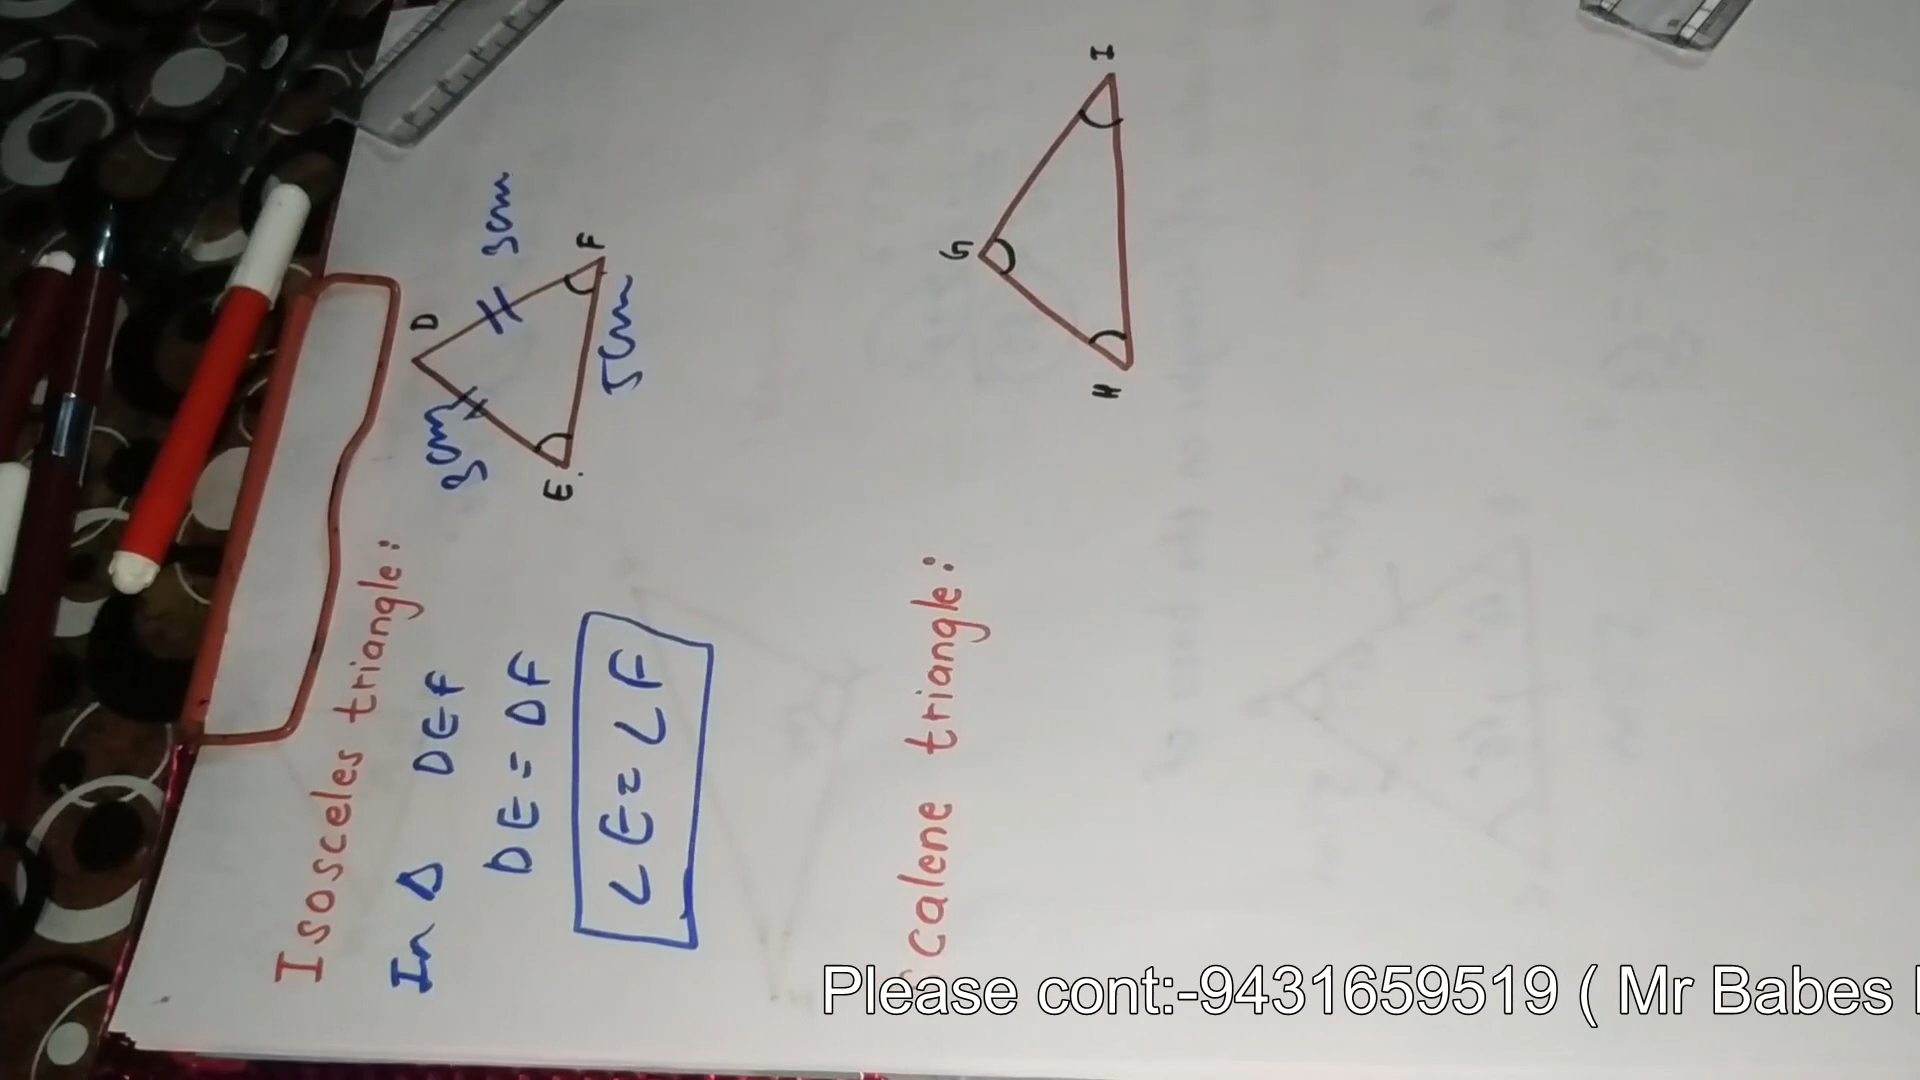 Isosceles triangle:
In Δ DEF
DE = DF
∠E = ∠F
D
3cm
3cm
E.
F
5cm
Scalene triangle:
G
H
I
Please cont:-9431659519 ( Mr Babes